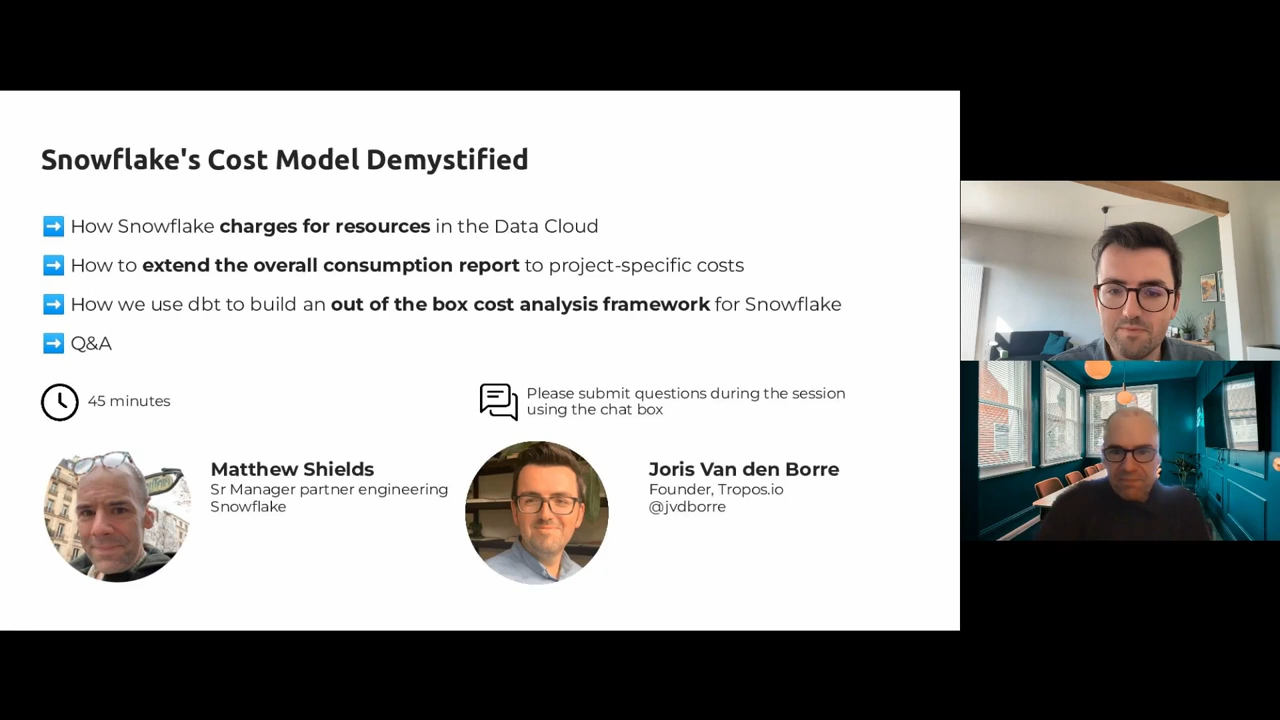 Snowflake's Cost Model Demystified
➡️ How Snowflake charges for resources in the Data Cloud
➡️ How to extend the overall consumption report to project-specific costs
➡️ How we use dbt to build an out of the box cost analysis framework for Snowflake
➡️ Q&A
45 minutes
Please submit questions during the session
using the chat box
Matthew Shields
Sr Manager partner engineering
Snowflake
Joris Van den Borre
Founder, Tropos.io
@jvdborre